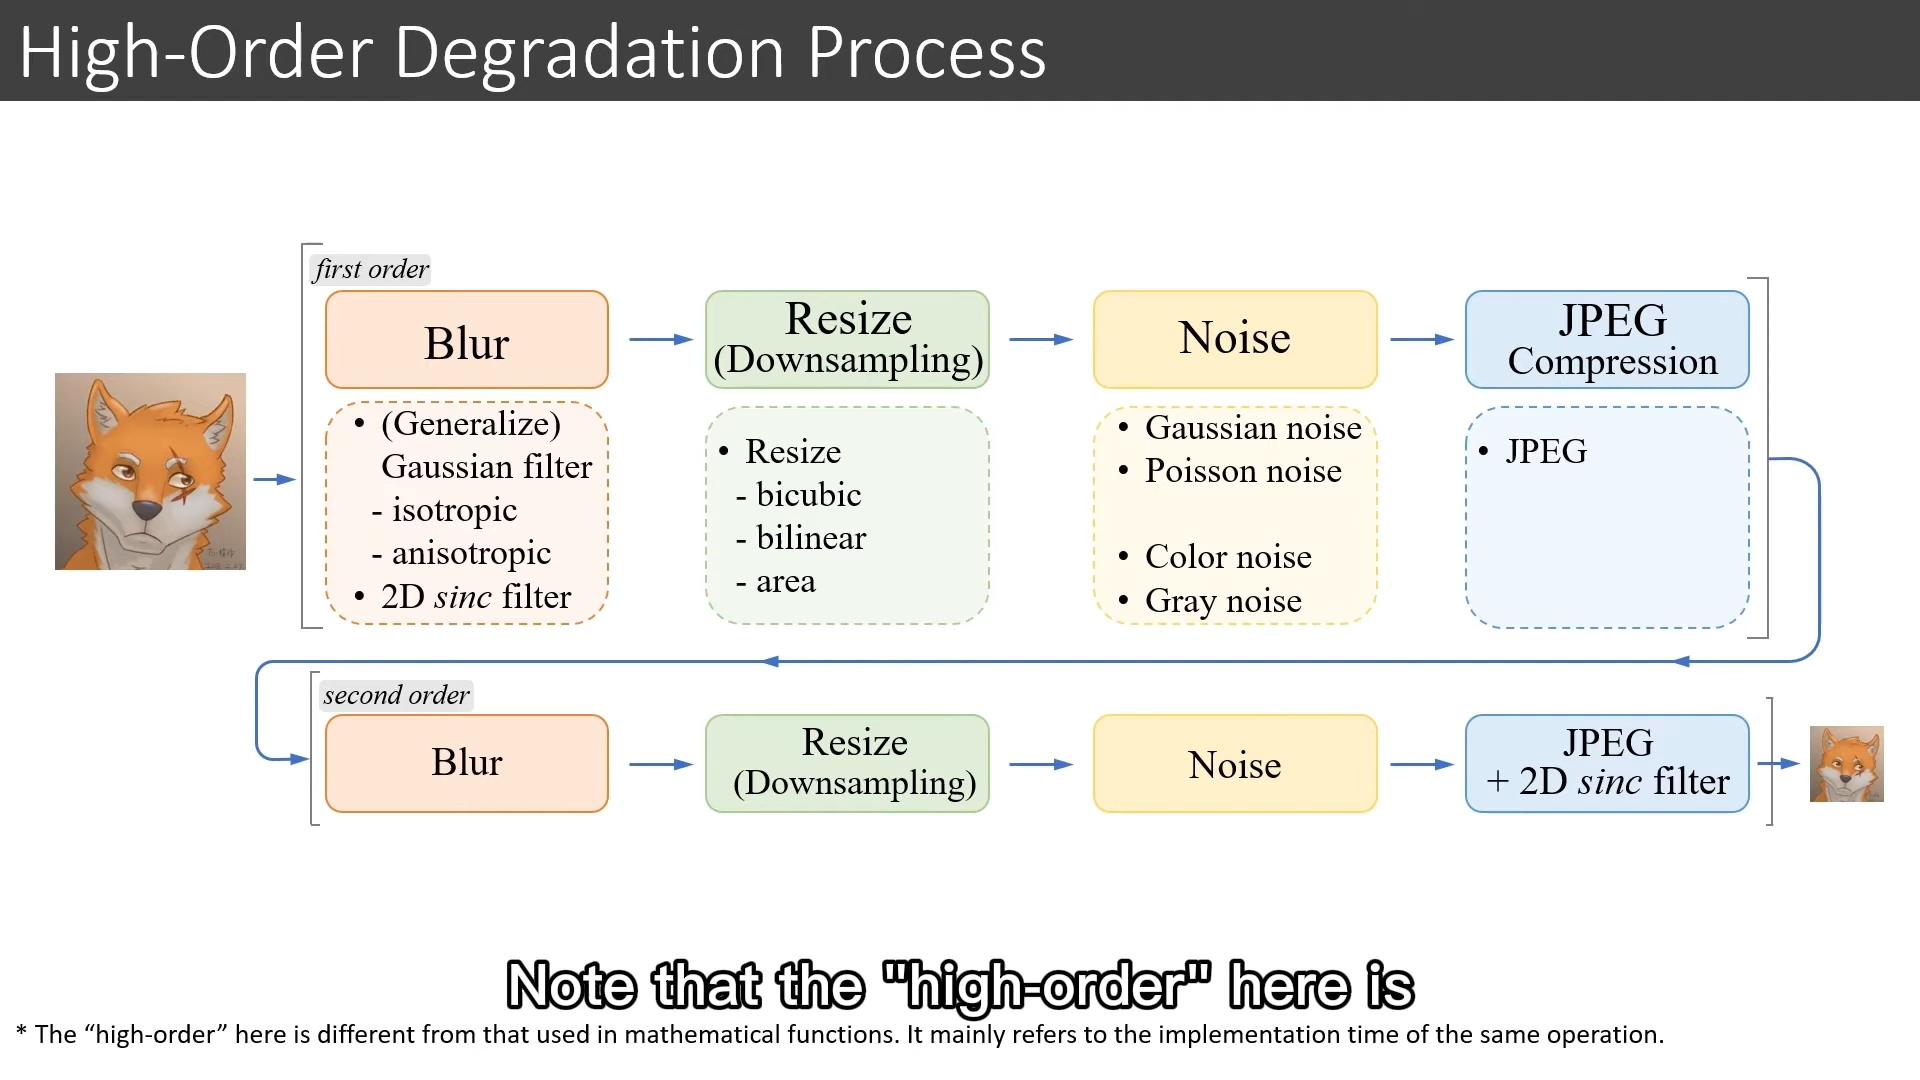 High-Order Degradation Process
first order
Blur
Resize
(Downsampling)
Noise
JPEG
Compression
• (Generalize)
Gaussian filter
- isotropic
- anisotropic
• 2D sinc filter
• Resize
- bicubic
- bilinear
- area
• Gaussian noise
• Poisson noise
• Color noise
• Gray noise
• JPEG
second order
Blur
Resize
(Downsampling)
Noise
JPEG
+ 2D sinc filter
Note that the "high-order" here is
* The “high-order” here is different from that used in mathematical functions. It mainly refers to the implementation time of the same operation.